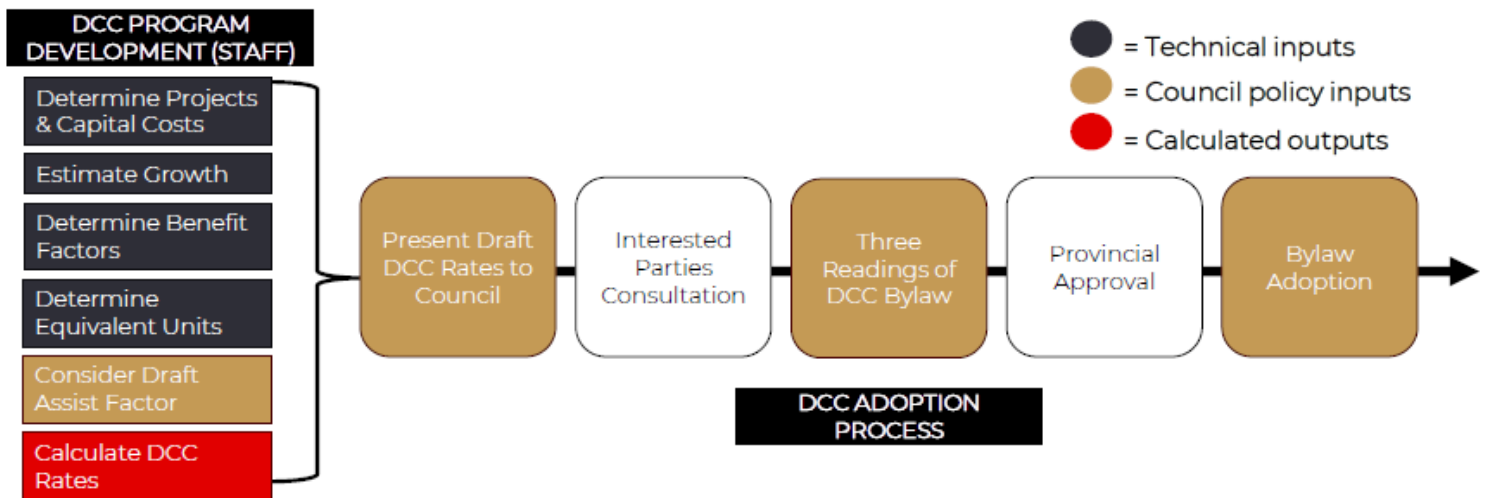 DCC PROGRAM
DEVELOPMENT (STAFF)
Determine Projects
& Capital Costs
Estimate Growth
Determine Benefit
Factors
Determine
Equivalent Units
Consider Draft
Assist Factor
Calculate DCC
Rates
Present Draft
DCC Rates to
Council
Interested
Parties
Consultation
Three
Readings of
DCC Bylaw
Provincial
Approval
Bylaw
Adoption
DCC ADOPTION
PROCESS
= Technical inputs
= Council policy inputs
= Calculated outputs